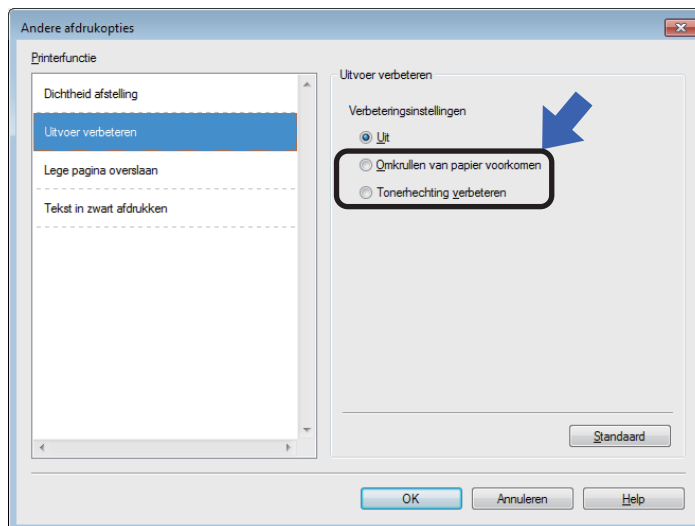 Andere afdrukopties
Printerfunctie
Dichtheid afstelling
Uitvoer verbeteren
Lege pagina overslaan
Tekst in zwart afdrukken
Uitvoer verbeteren
Verbeteringsinstellingen
Uit
Omkrullen van papier voorkomen
Tonerhechting verbeteren
Standaard
OK
Annuleren
Help